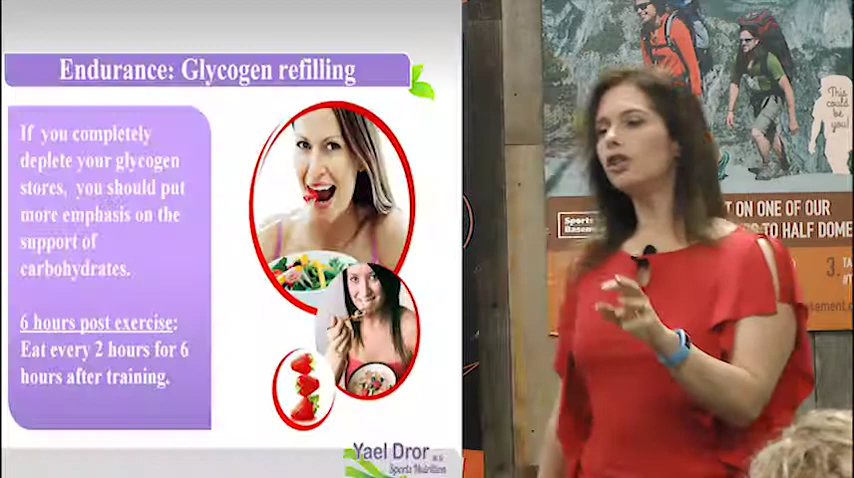 Endurance: Glycogen refilling
If you completely
deplete your glycogen
stores, you should put
more emphasis on the
support of
carbohydrates.
6 hours post exercise:
Eat every 2 hours for 6
hours after training.
Yael Dror
Sports Nutrition
This
could
be
you!
Sports
Basement
T ON ONE OF OUR
S TO HALF DOME
3. TA
#T
ement.c